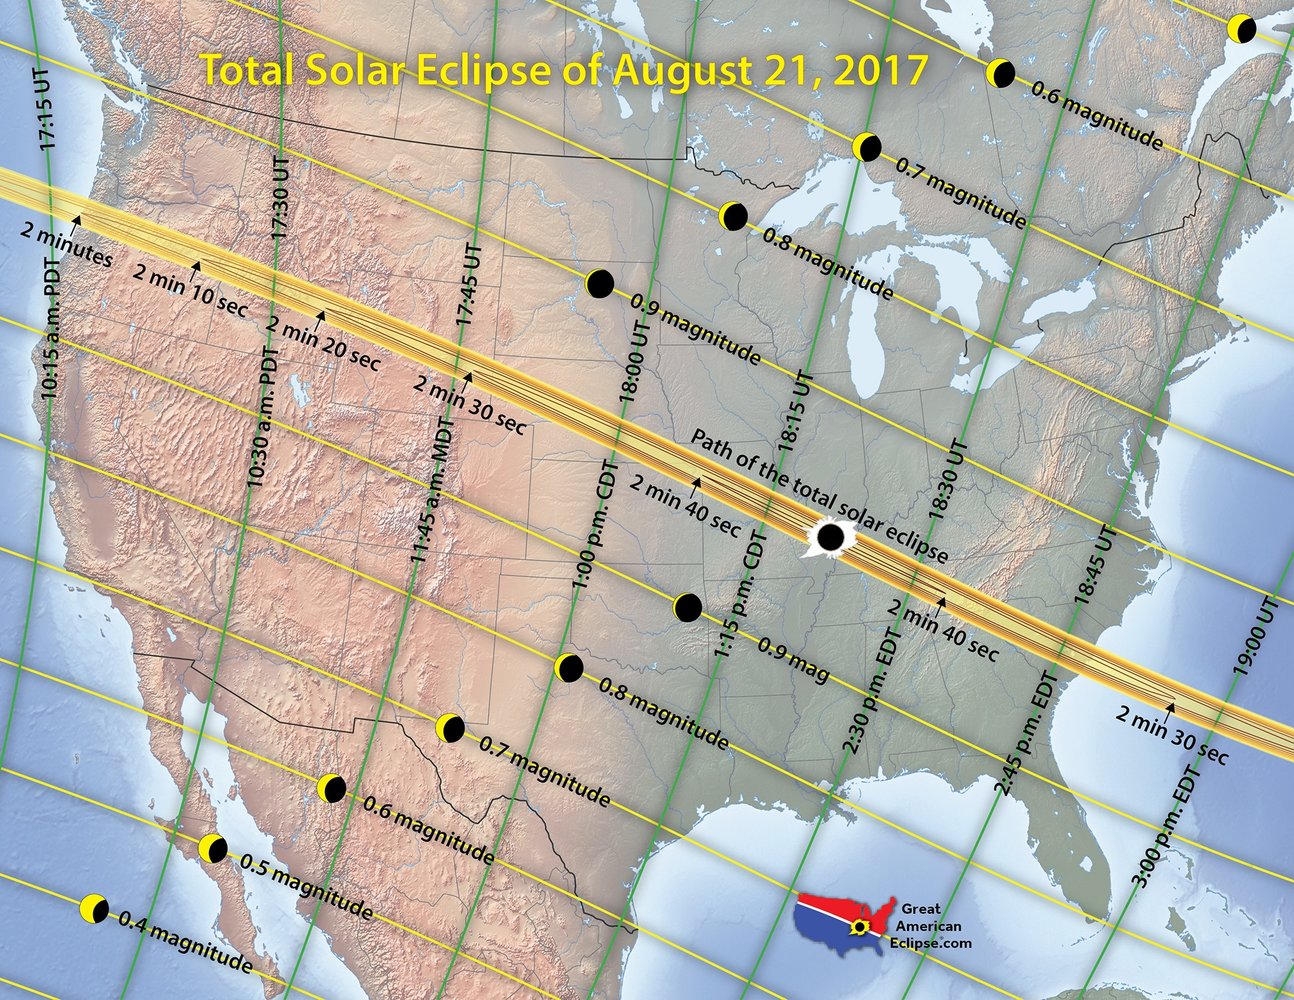 Total Solar Eclipse of August 21, 2017
0.6 magnitude
0.7 magnitude
0.8 magnitude
0.9 magnitude
17:15 UT
17:30 UT
17:45 UT
18:00 UT
18:15 UT
18:30 UT
18:45 UT
19:00 UT
2 minutes
2 min 10 sec
2 min 20 sec
2 min 30 sec
2 min 40 sec
Path of the total solar eclipse
2 min 40 sec
2 min 30 sec
10:15 a.m. PDT
10:30 a.m. PDT
11:45 a.m. MDT
1:00 p.m. CDT
1:15 p.m. CDT
2:30 p.m. EDT
2:45 p.m. EDT
3:00 p.m. EDT
0.9 mag
0.8 magnitude
0.7 magnitude
0.6 magnitude
0.5 magnitude
0.4 magnitude
Great
American
Eclipse.com